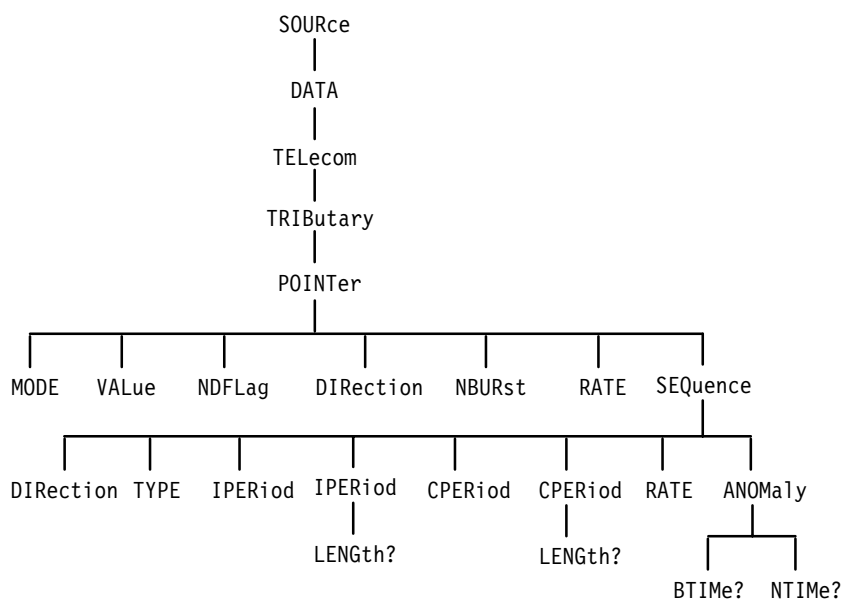 SOURce
DATA
TELecom
TRIButary
POINTer
MODE VALue NDFLag DIRection NBURst RATE SEQuence
DIRection TYPE IPERiod IPERiod CPERiod CPERiod RATE ANOMaly
LENGth? LENGth?
BTIMe? NTIMe?